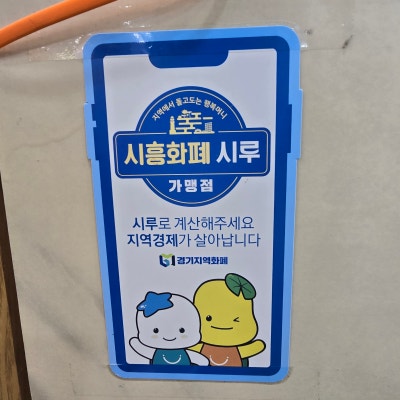 지역에서 돌고도는 행복머니
시흥화폐 시루
가맹점
시루로 계산해주세요
지역경제가 살아납니다
경기지역화폐